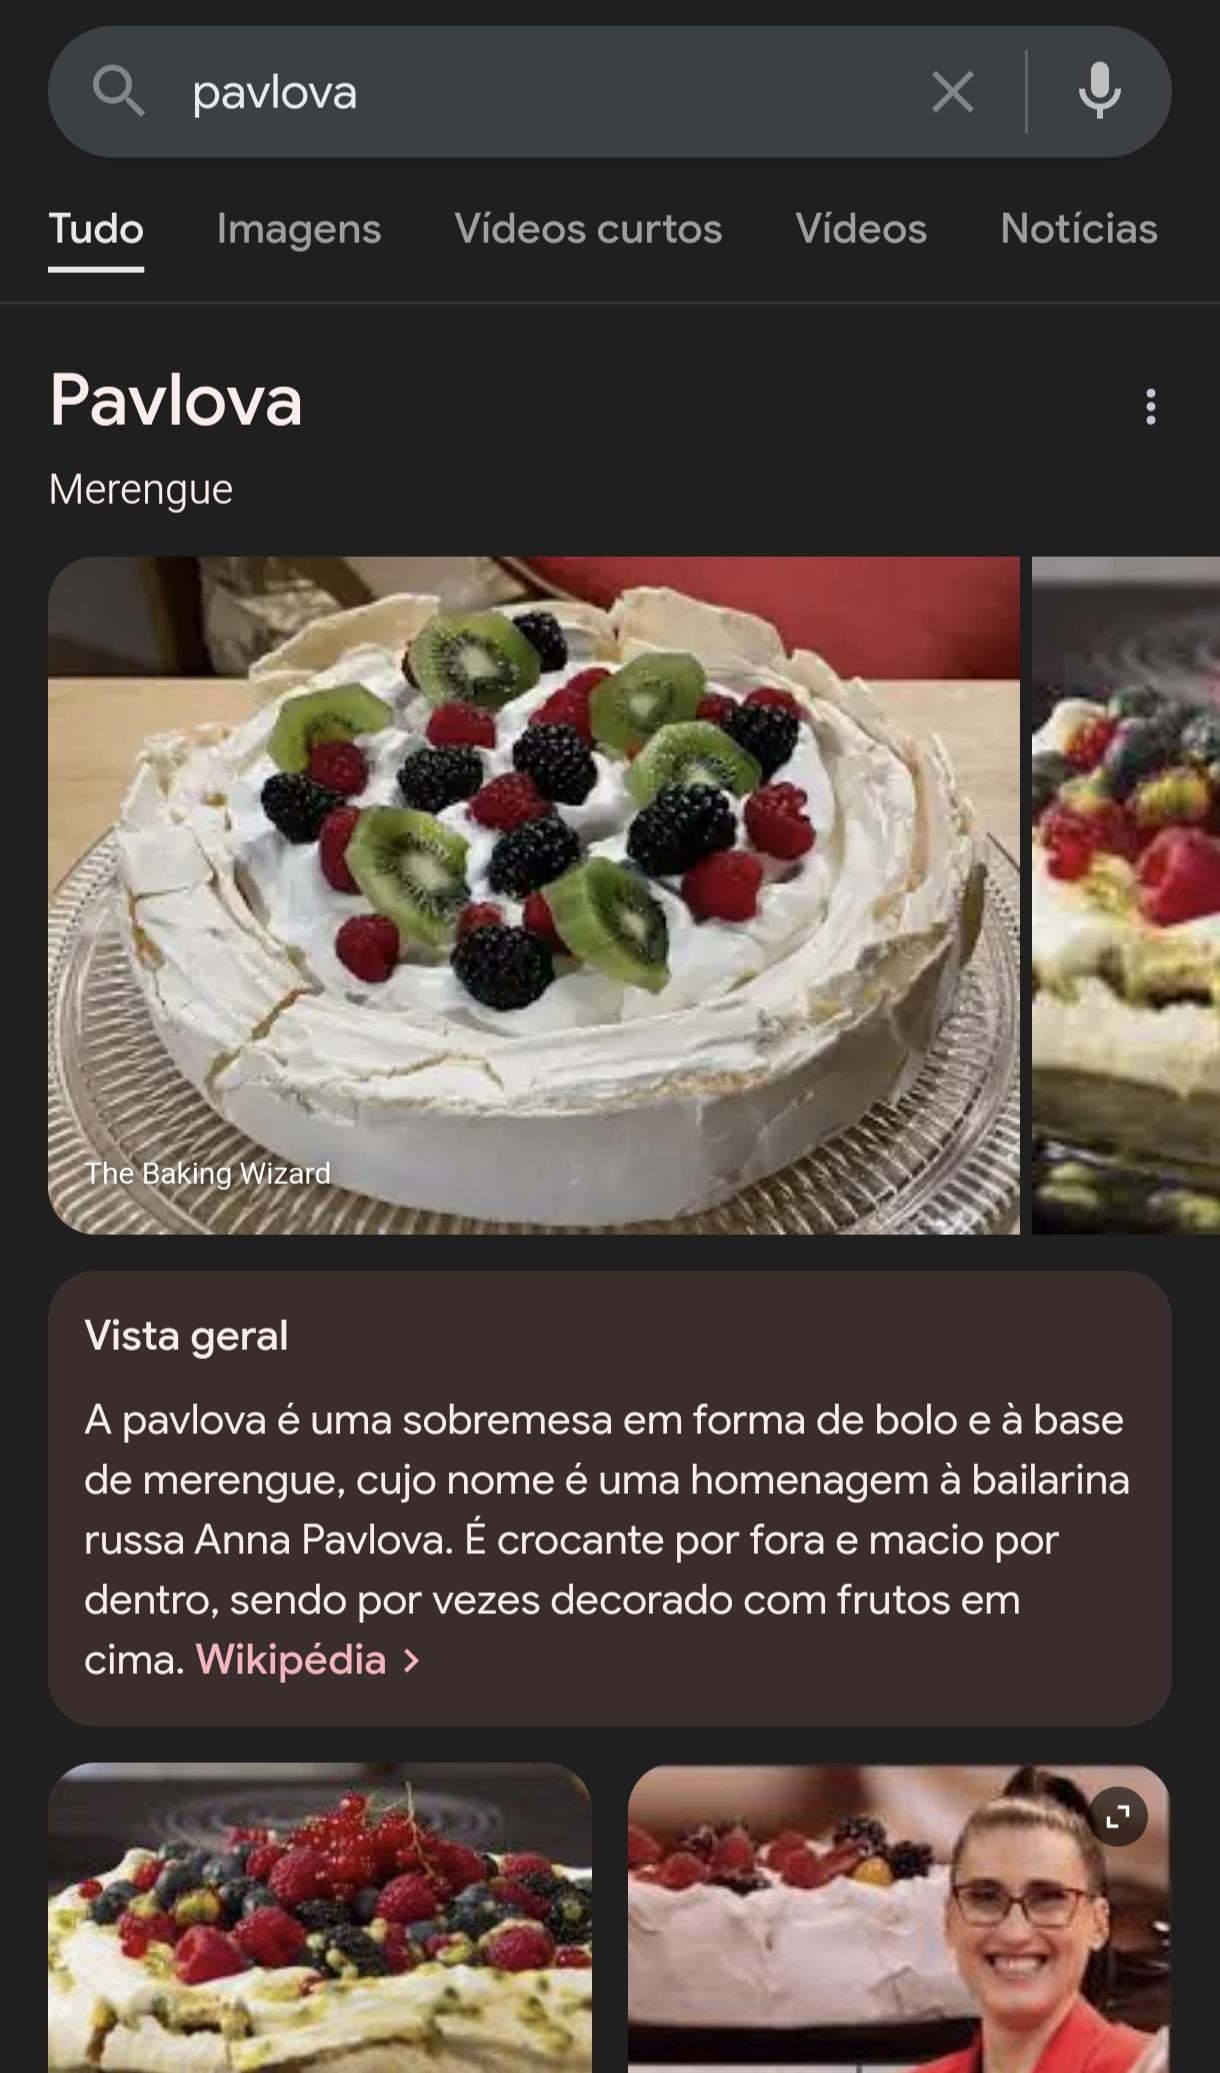 pavlova
Tudo
Imagens
Vídeos curtos
Vídeos
Notícias
Pavlova
Merengue
The Baking Wizard
Vista geral
A pavlova é uma sobremesa em forma de bolo e à base
de merengue, cujo nome é uma homenagem à bailarina
russa Anna Pavlova. É crocante por fora e macio por
dentro, sendo por vezes decorado com frutos em
cima. Wikipédia >